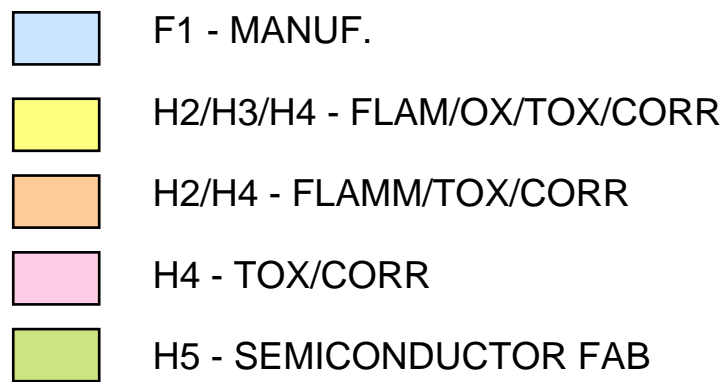 F1 - MANUF.
H2/H3/H4 - FLAM/OX/TOX/CORR
H2/H4 - FLAMM/TOX/CORR
H4 - TOX/CORR
H5 - SEMICONDUCTOR FAB